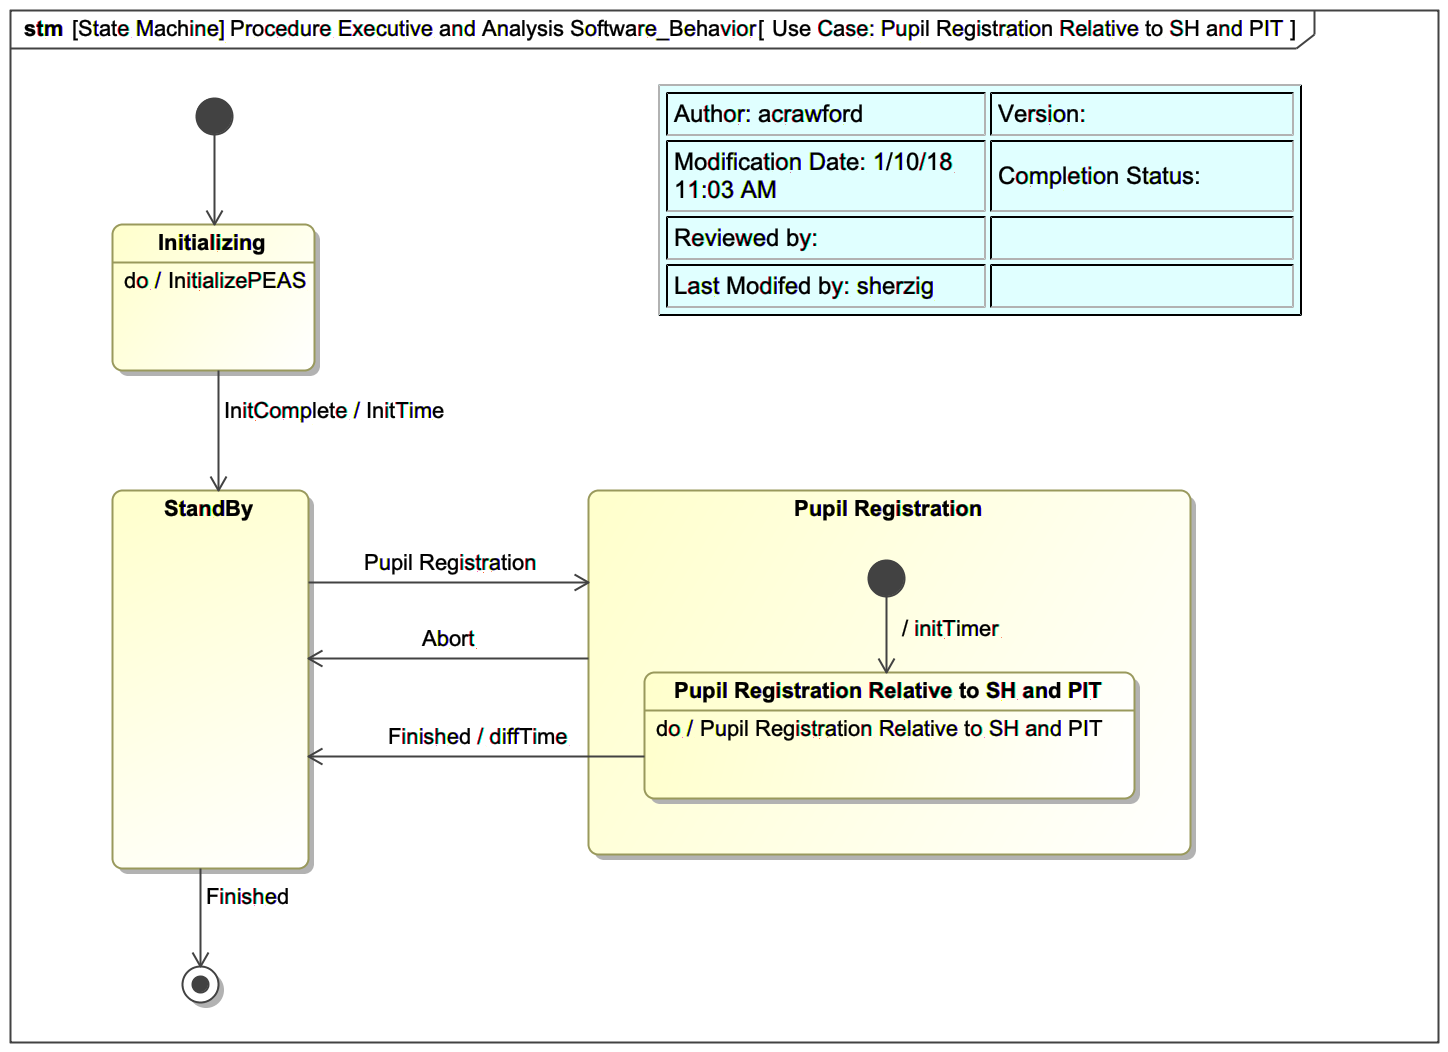 stm [State Machine] Procedure Executive and Analysis Software_Behavior[ Use Case: Pupil Registration Relative to SH and PIT ]
Author: acrawford
Version:
Modification Date: 1/10/18
11:03 AM
Completion Status:
Reviewed by:
Last Modifed by: sherzig
Initializing
do / InitializePEAS
InitComplete / InitTime
StandBy
Pupil Registration
Pupil Registration
/ initTimer
Abort
Pupil Registration Relative to SH and PIT
do / Pupil Registration Relative to SH and PIT
Finished / diffTime
Finished